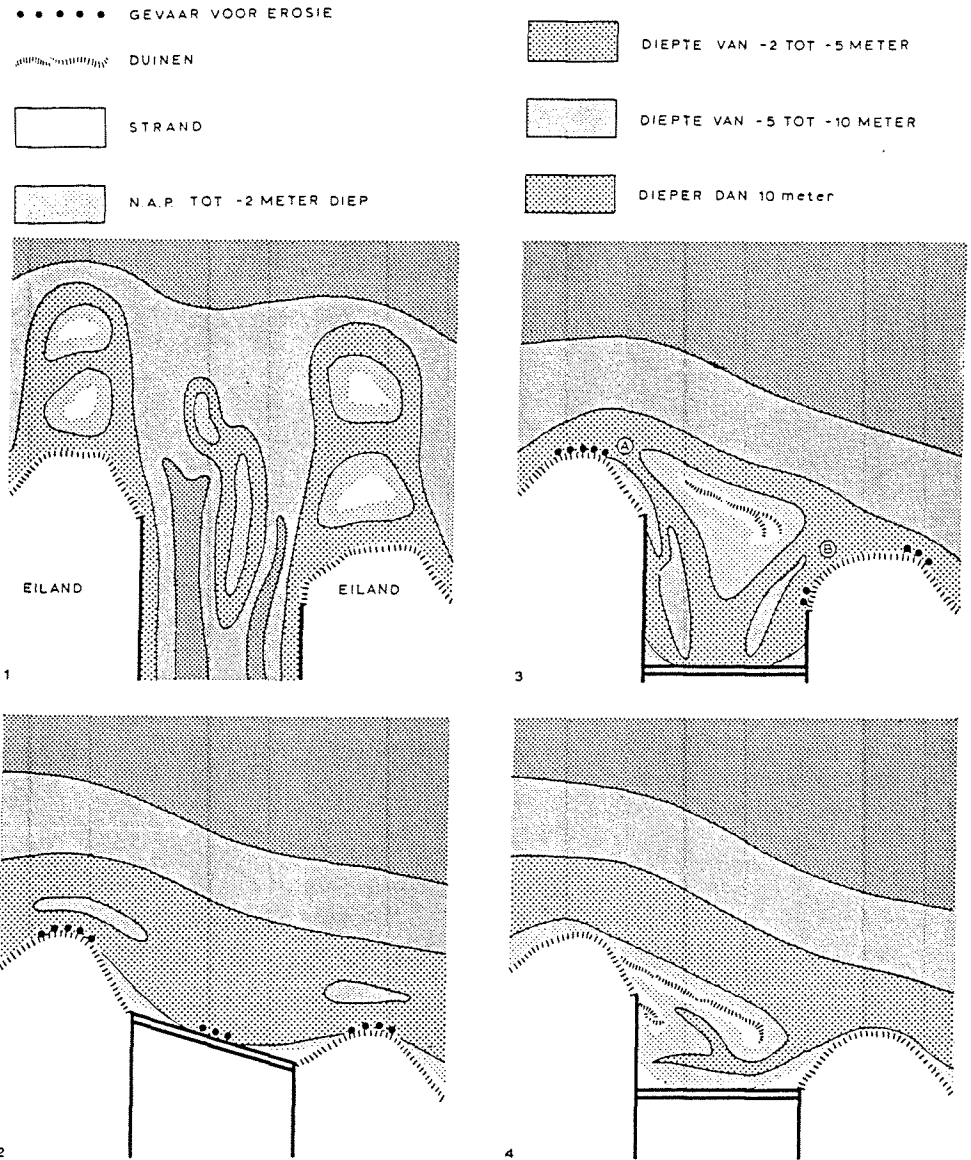 GEVAAR VOOR EROSIE
DUINEN
STRAND
N.A.P. TOT -2 METER DIEP
DIEPTE VAN -2 TOT -5 METER
DIEPTE VAN -5 TOT -10 METER
DIEPER DAN 10 meter
EILAND
EILAND
1
A
B
3
2
4